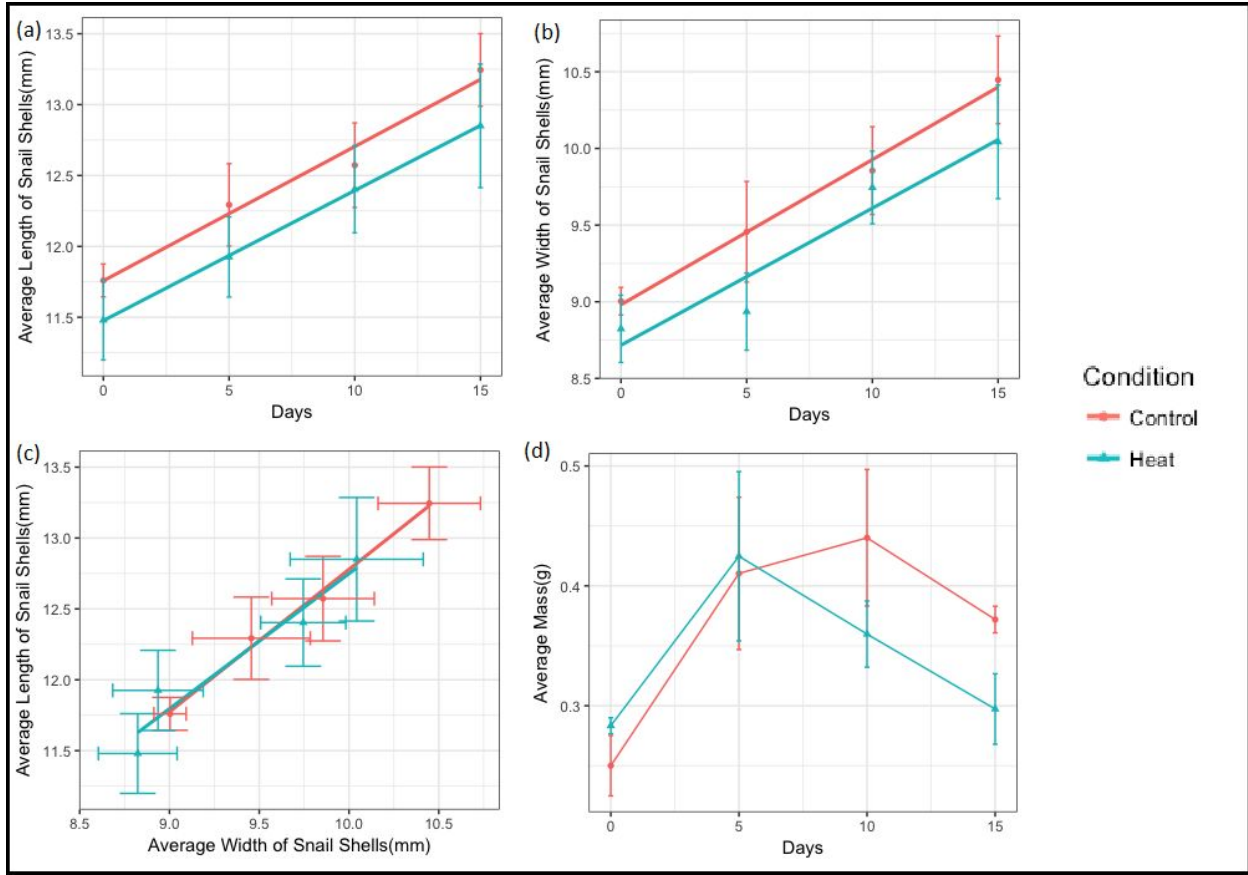 (a)
Average Length of Snail Shells(mm)
13.5
13.0
12.5
12.0
11.5
0 5 10 15
Days
(b)
Average Width of Snail Shells(mm)
10.5
10.0
9.5
9.0
8.5
0 5 10 15
Days
Condition
Control
Heat
(c)
Average Length of Snail Shells(mm)
13.5
13.0
12.5
12.0
11.5
8.5 9.0 9.5 10.0 10.5
Average Width of Snail Shells(mm)
(d)
Average Mass(g)
0.5
0.4
0.3
0 5 10 15
Days